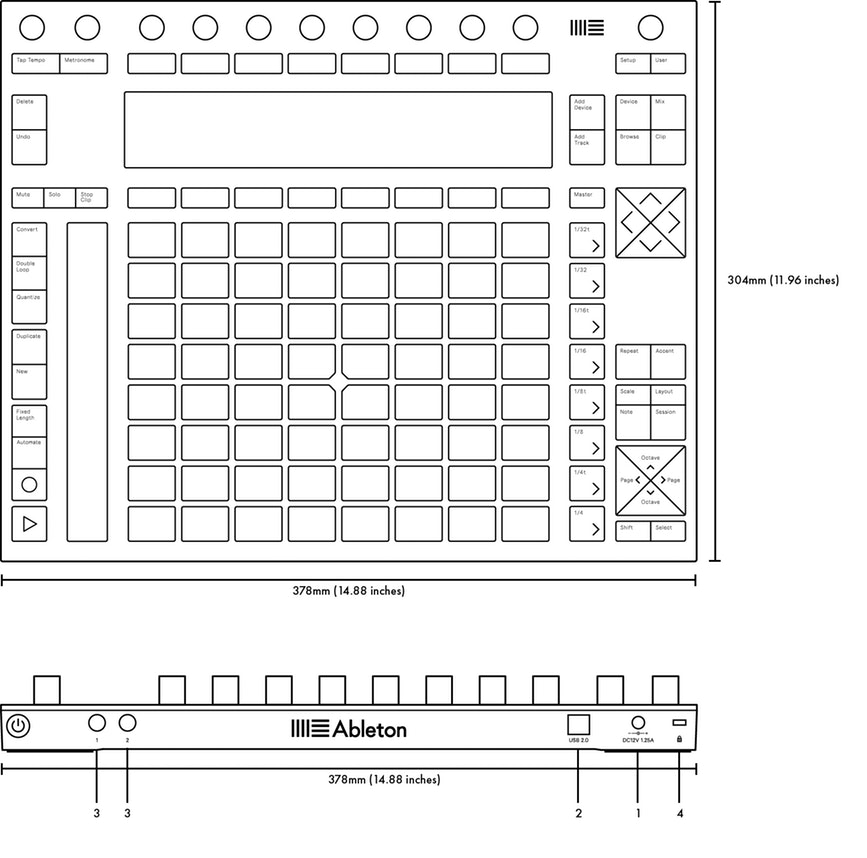 Tap Tempo
Metronome
Setup
User
Delete
Undo
Add
Device
Add
Track
Device
Mix
Browse
Clip
Mute
Solo
Stop
Clip
Master
Convert
Double
Loop
Quantize
Duplicate
New
Fixed
Length
Automate
1/32t
1/32
1/16t
1/16
1/8t
1/8
1/4t
1/4
Repeat
Accent
Scale
Layout
Note
Session
Octave
Page
Page
Octave
Shift
Select
304mm (11.96 inches)
378mm (14.88 inches)
1
2
Ableton
USB 2.0
DC12V 1.25A
378mm (14.88 inches)
3
3
2
1
4